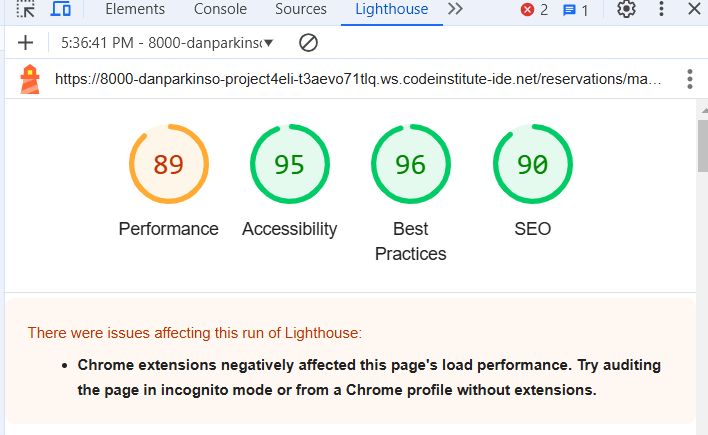 Elements Console Sources Lighthouse 2 1
5:36:41 PM - 8000-danparkinsc
https://8000-danparkinso-project4eli-t3aevo71tlq.ws.codeinstitute-ide.net/reservations/ma...
89 95 96 90
Performance Accessibility Best Practices SEO
There were issues affecting this run of Lighthouse:
• Chrome extensions negatively affected this page's load performance. Try auditing
the page in incognito mode or from a Chrome profile without extensions.